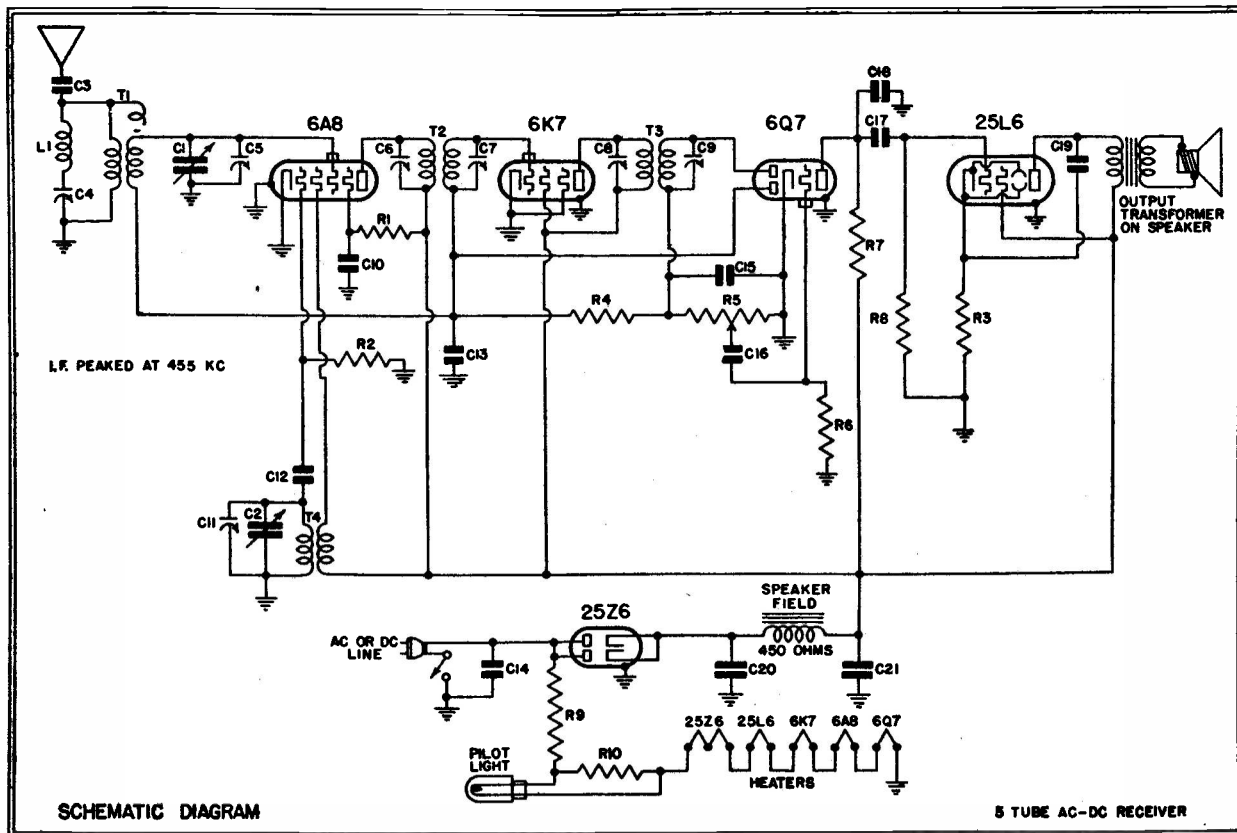 C3
T1
L1
C4
C1
C5
6A8
C6
T2
C7
6K7
C8
T3
C9
6Q7
C18
C17
25L6
C19
OUTPUT
TRANSFORMER
ON SPEAKER
R1
C10
R7
C15
R4
R5
R8
R3
I.F. PEAKED AT 455 KC
R2
C13
C16
R6
C12
C11
C2
T4
SPEAKER
FIELD
450 OHMS
25Z6
AC OR DC
LINE
C14
C20
C21
R9
25Z6 25L6 6K7 6A8 6Q7
HEATERS
PILOT
LIGHT
R10
SCHEMATIC DIAGRAM
5 TUBE AC-DC RECEIVER